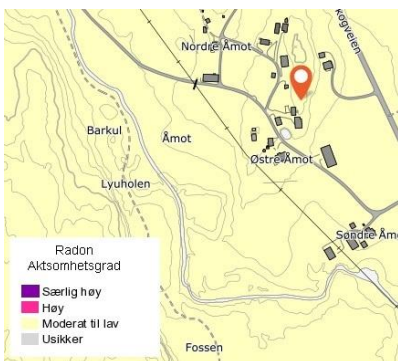 kogveien
Nordre Åmot
Barkul
Åmot
Østre Åmot
Lyuholen
Søndre Åmo
Radon
Aktsomhetsgrad
Særlig høy
Høy
Moderat til lav
Usikker
Fossen